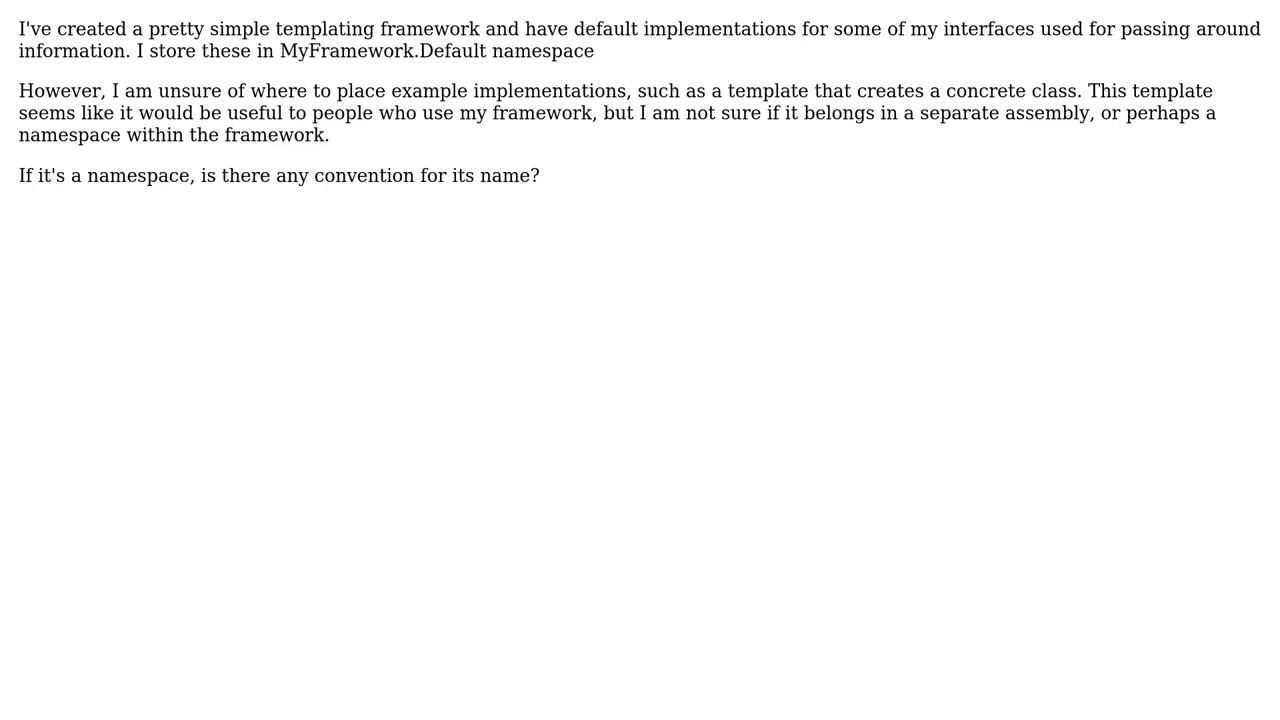 I've created a pretty simple templating framework and have default implementations for some of my interfaces used for passing around
information. I store these in MyFramework.Default namespace
However, I am unsure of where to place example implementations, such as a template that creates a concrete class. This template
seems like it would be useful to people who use my framework, but I am not sure if it belongs in a separate assembly, or perhaps a
namespace within the framework.
If it's a namespace, is there any convention for its name?